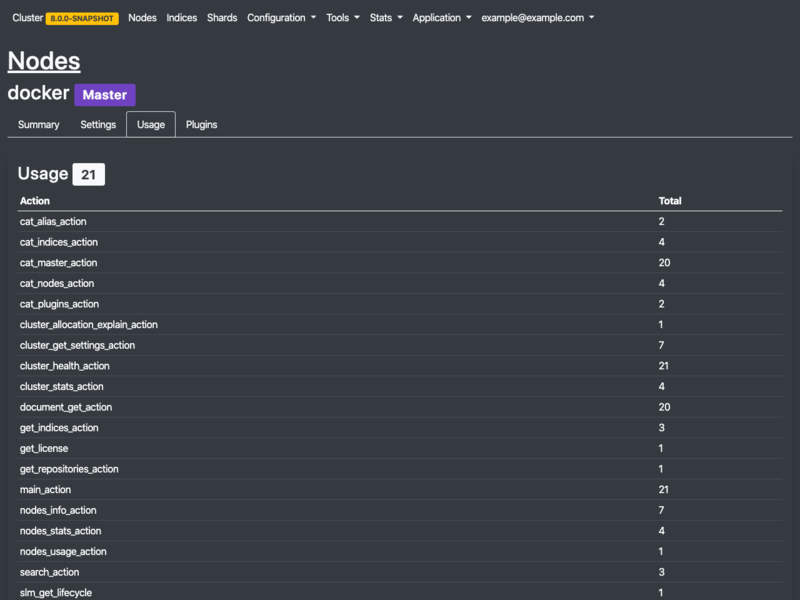 Cluster 8.0.0-SNAPSHOT Nodes Indices Shards Configuration Tools Stats Application example@example.com
Nodes
docker Master
Summary Settings Usage Plugins
Usage 21
Action Total
cat_alias_action 2
cat_indices_action 4
cat_master_action 20
cat_nodes_action 4
cat_plugins_action 2
cluster_allocation_explain_action 1
cluster_get_settings_action 7
cluster_health_action 21
cluster_stats_action 4
document_get_action 20
get_indices_action 3
get_license 1
get_repositories_action 1
main_action 21
nodes_info_action 7
nodes_stats_action 4
nodes_usage_action 1
search_action 3
slm_get_lifecycle 1